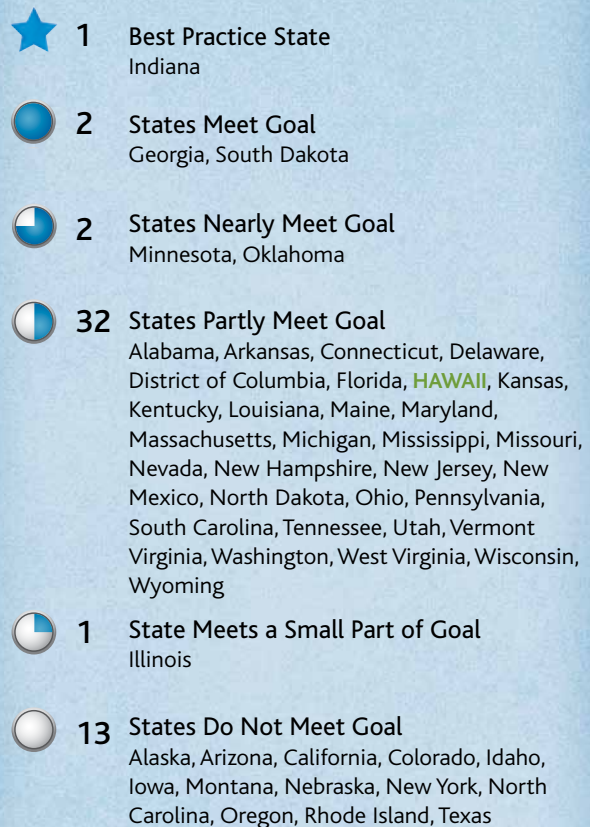 1 Best Practice State
Indiana
2 States Meet Goal
Georgia, South Dakota
2 States Nearly Meet Goal
Minnesota, Oklahoma
32 States Partly Meet Goal
Alabama, Arkansas, Connecticut, Delaware,
District of Columbia, Florida, HAWAII, Kansas,
Kentucky, Louisiana, Maine, Maryland,
Massachusetts, Michigan, Mississippi, Missouri,
Nevada, New Hampshire, New Jersey, New
Mexico, North Dakota, Ohio, Pennsylvania,
South Carolina, Tennessee, Utah, Vermont
Virginia, Washington, West Virginia, Wisconsin,
Wyoming
1 State Meets a Small Part of Goal
Illinois
13 States Do Not Meet Goal
Alaska, Arizona, California, Colorado, Idaho,
Iowa, Montana, Nebraska, New York, North
Carolina, Oregon, Rhode Island, Texas